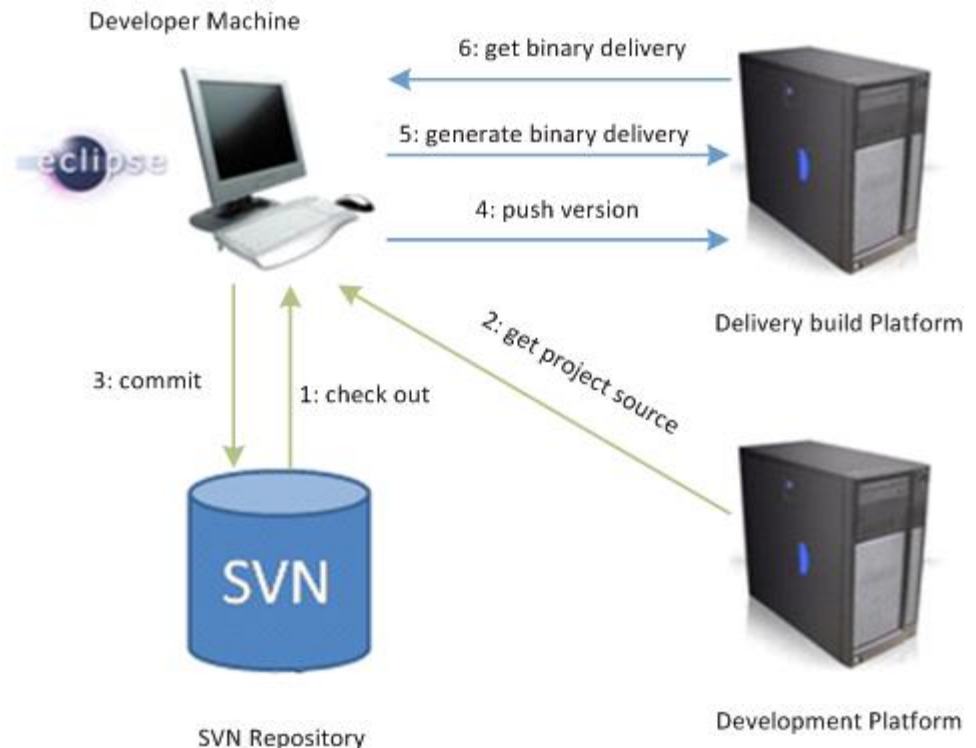 Developer Machine
6: get binary delivery
eclipse
5: generate binary delivery
4: push version
Delivery build Platform
2: get project source
3: commit
1: check out
SVN
SVN Repository
Development Platform